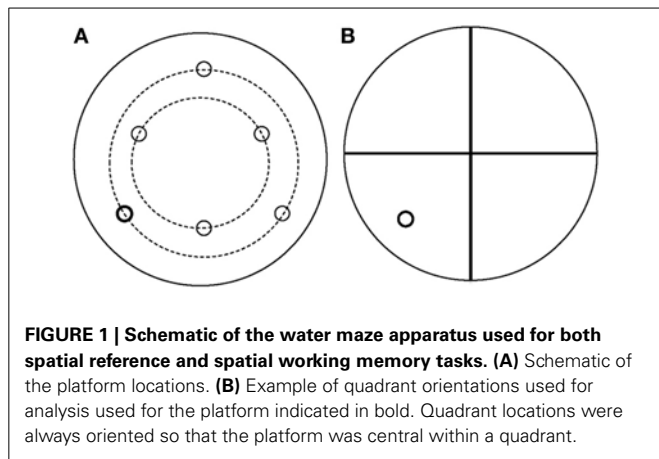 A
B
FIGURE 1 | Schematic of the water maze apparatus used for both
spatial reference and spatial working memory tasks. (A) Schematic of
the platform locations. (B) Example of quadrant orientations used for
analysis used for the platform indicated in bold. Quadrant locations were
always oriented so that the platform was central within a quadrant.